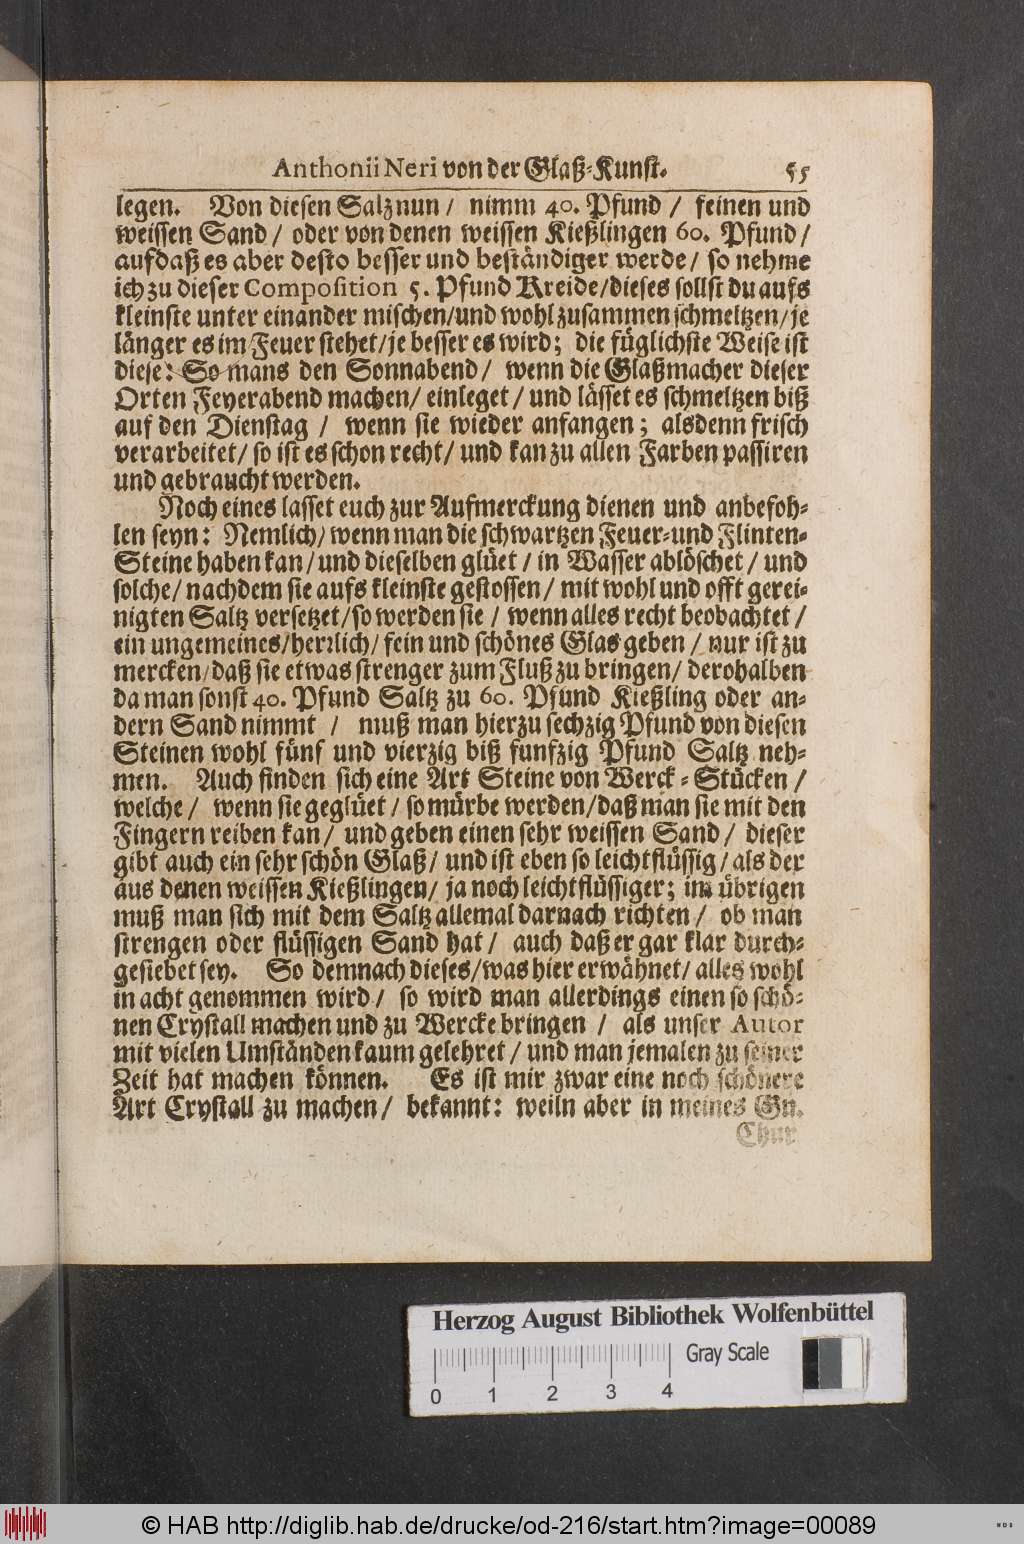 Anthonii Neri von der Glaß-Kunst. 55
legen. Von diesen Salz nun / nimm 40. Pfund / feinen und
weissen Sand / oder von denen weissen Kießlingen 60. Pfund /
auf daß es aber desto besser und beständiger werde / so nehme
ich zu dieser Composition 5. Pfund Kreide / dieses sollst du aufs
kleinste unter einander mischen / und wohl zusammen schmeltzen / je
länger es im Feuer stehet / je besser es wird; die füglichste Weise ist
diese: So mans den Sonnabend / wenn die Glaßmacher dieser
Orten Feyerabend machen / einleget / und lässet es schmeltzen biß
auf den Dienstag / wenn sie wieder anfangen; alsdenn frisch
verarbeitet / so ist es schon recht / und kan zu allen Farben passiren
und gebraucht werden.
Noch eines lasset euch zur Aufmerckung dienen und anbefoh-
len seyn: Nemlich / wenn man die schwartzen Feuer-und Flinten-
Steine haben kan / und dieselben glüet / in Wasser ablöschet / und
solche / nachdem sie aufs kleinste gestossen / mit wohl und offt gerei-
nigten Saltz versetzet / so werden sie / wenn alles recht beobachtet /
ein ungemeines / herrlich / fein und schönes Glas geben / nur ist zu
mercken / daß sie etwas strenger zum Fluß zu bringen / derohalben
da man sonst 40. Pfund Saltz zu 60. Pfund Kießling oder an-
dern Sand nimmt / muß man hierzu sechzig Pfund von diesen
Steinen wohl fünf und vierzig biß funfzig Pfund Saltz neh-
men. Auch finden sich eine Art Steine von Werck-Stücken /
welche / wenn sie geglüet / so mürbe werden / daß man sie mit den
Fingern reiben kan / und geben einen sehr weissen Sand / dieser
gibt auch ein sehr schön Glaß / und ist eben so leichtflüssig / als der
aus denen weissen Kießlingen / ja noch leichtflüssiger; im übrigen
muß man sich mit dem Saltz allemal darnach richten / ob man
strengen oder flüssigen Sand hat / auch daß er gar klar durch-
gesiebet sey. So demnach dieses / was hier erwähnet / alles wohl
in acht genommen wird / so wird man allerdings einen so schö-
nen Crystall machen und zu Wercke bringen / als unser Autor
mit vielen Umständen kaum gelehret / und man jemalen zu seiner
Zeit hat machen können. Es ist mir zwar eine noch schönere
Art Crystall zu machen / bekannt: weiln aber in meines Gn.
Chur
Herzog August Bibliothek Wolfenbüttel
Gray Scale
0 1 2 3 4
© HAB http://diglib.hab.de/drucke/od-216/start.htm?image=00089